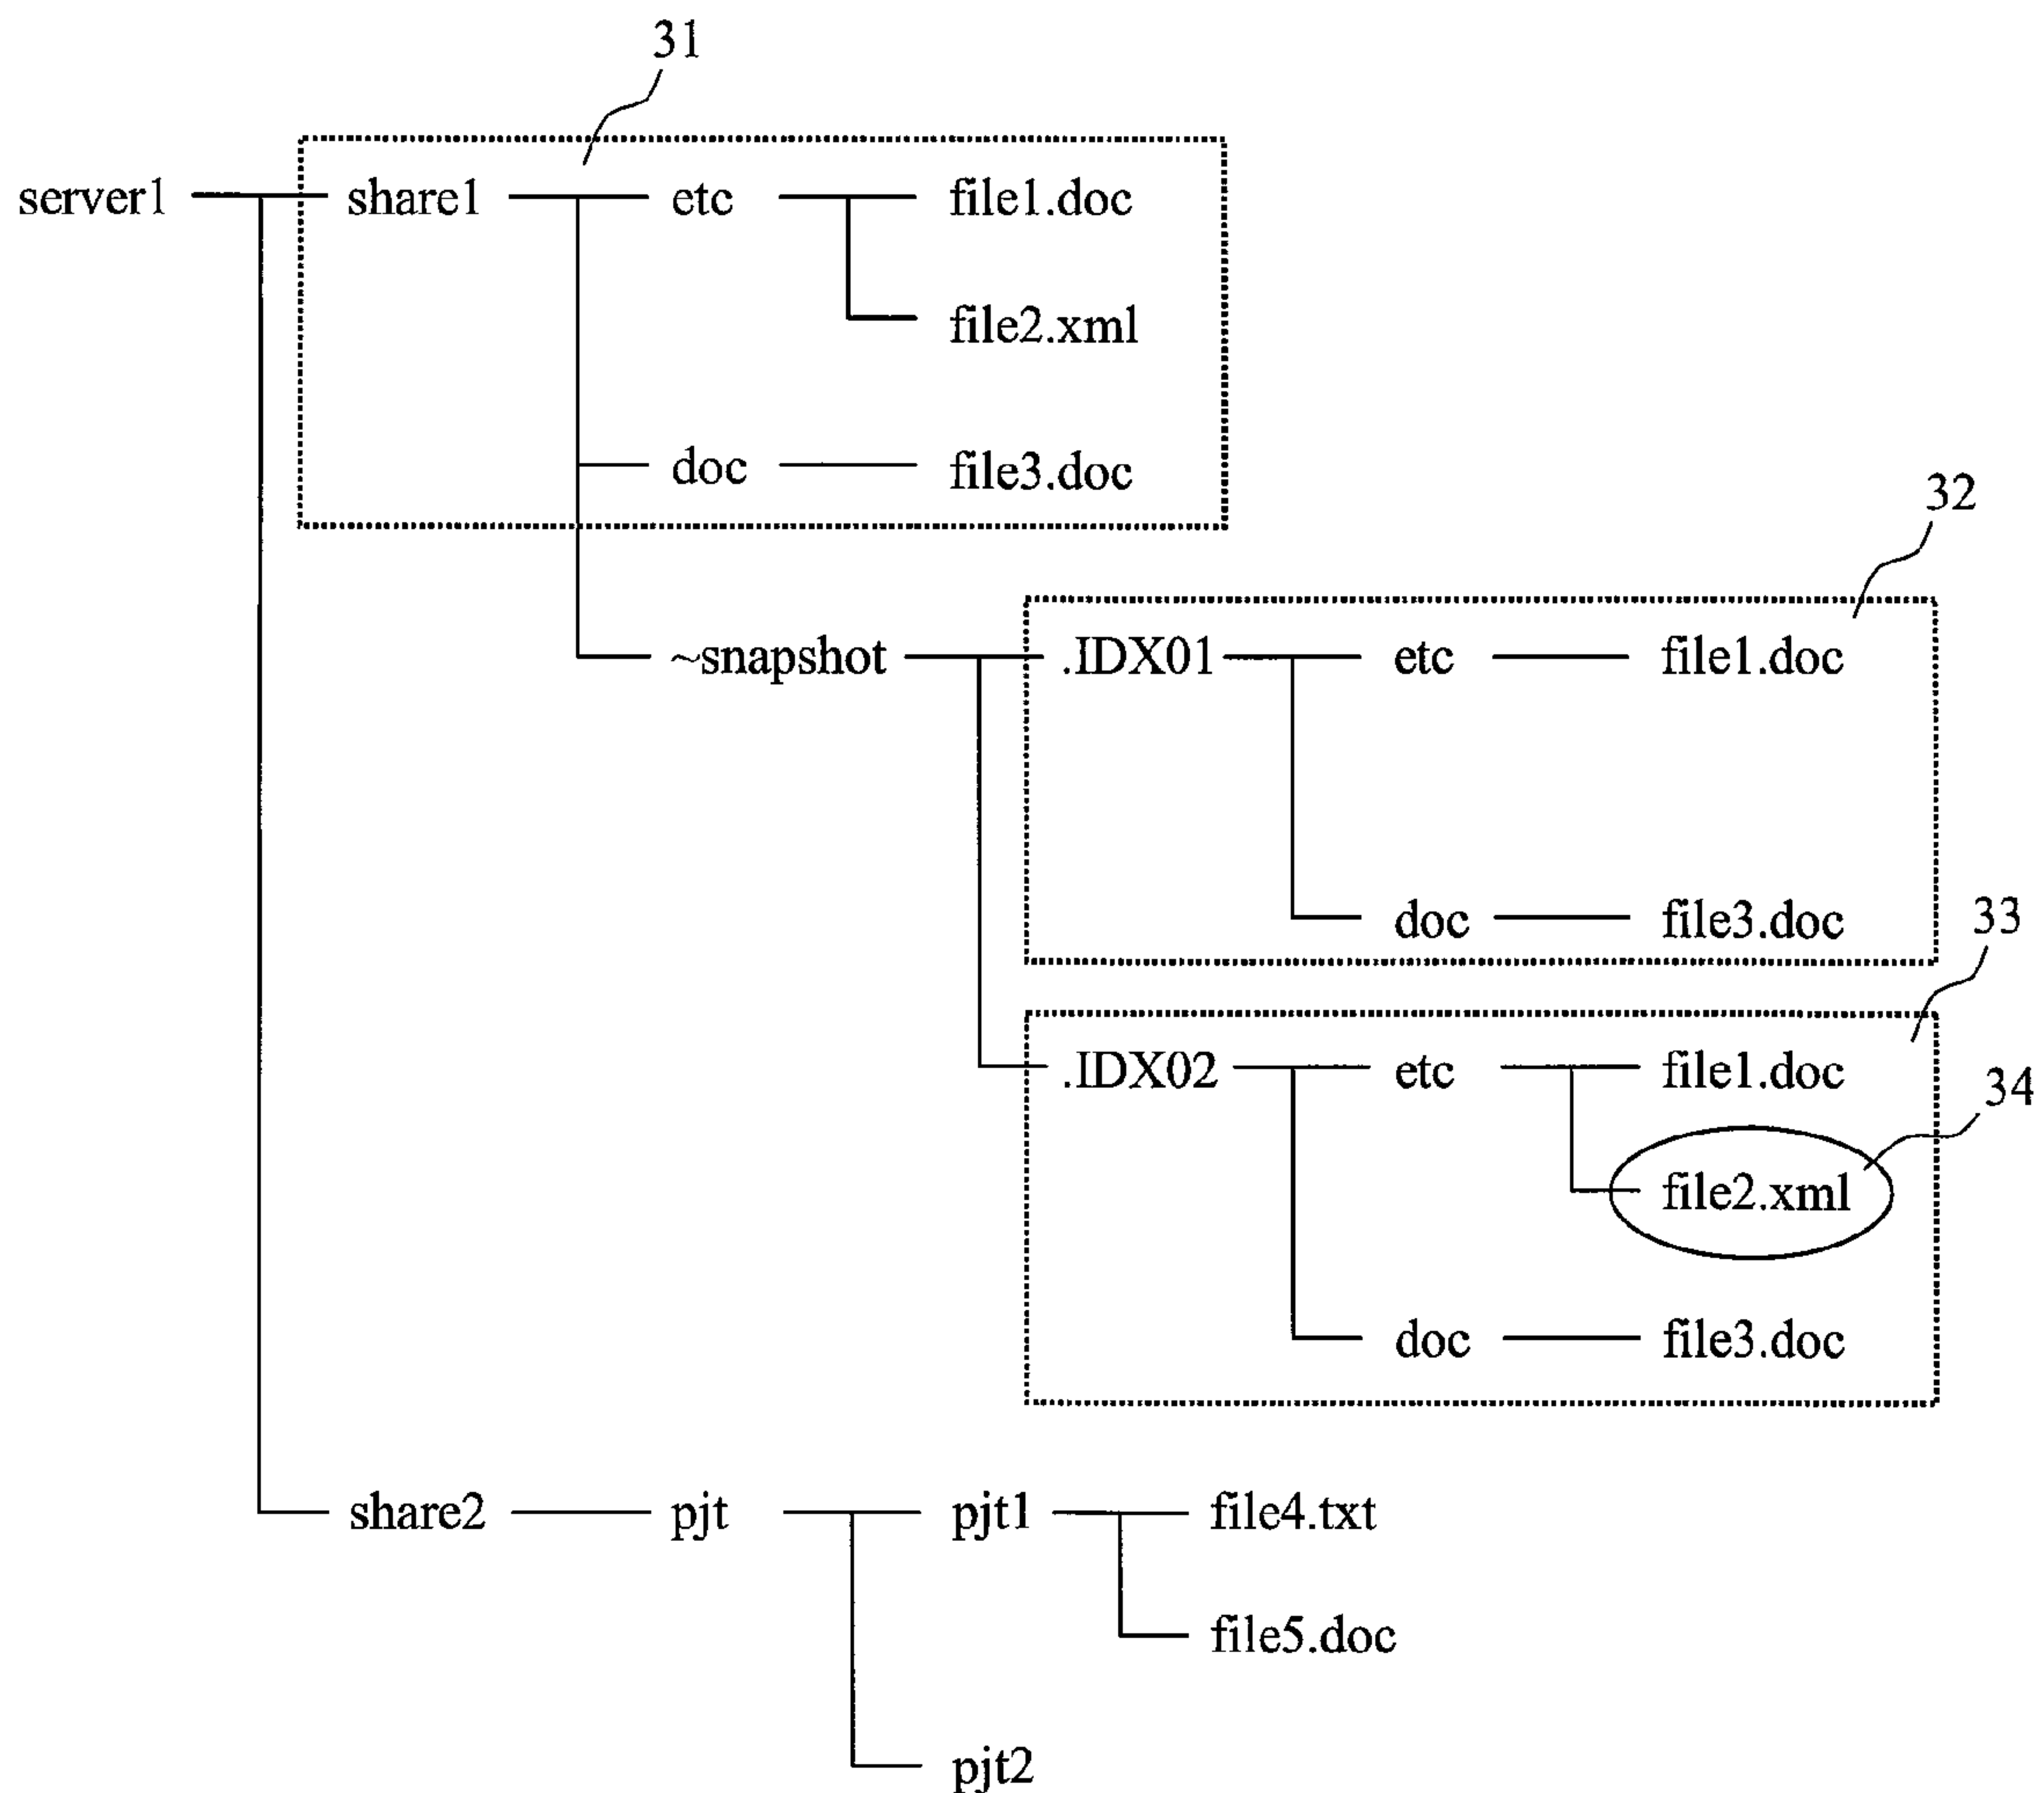 31
server1 share1 etc file1.doc
file2.xml
doc file3.doc
32
~snapshot .IDX01 etc file1.doc
doc file3.doc
33
.IDX02 etc file1.doc
34
file2.xml
doc file3.doc
share2 pjt pjt1 file4.txt
file5.doc
pjt2